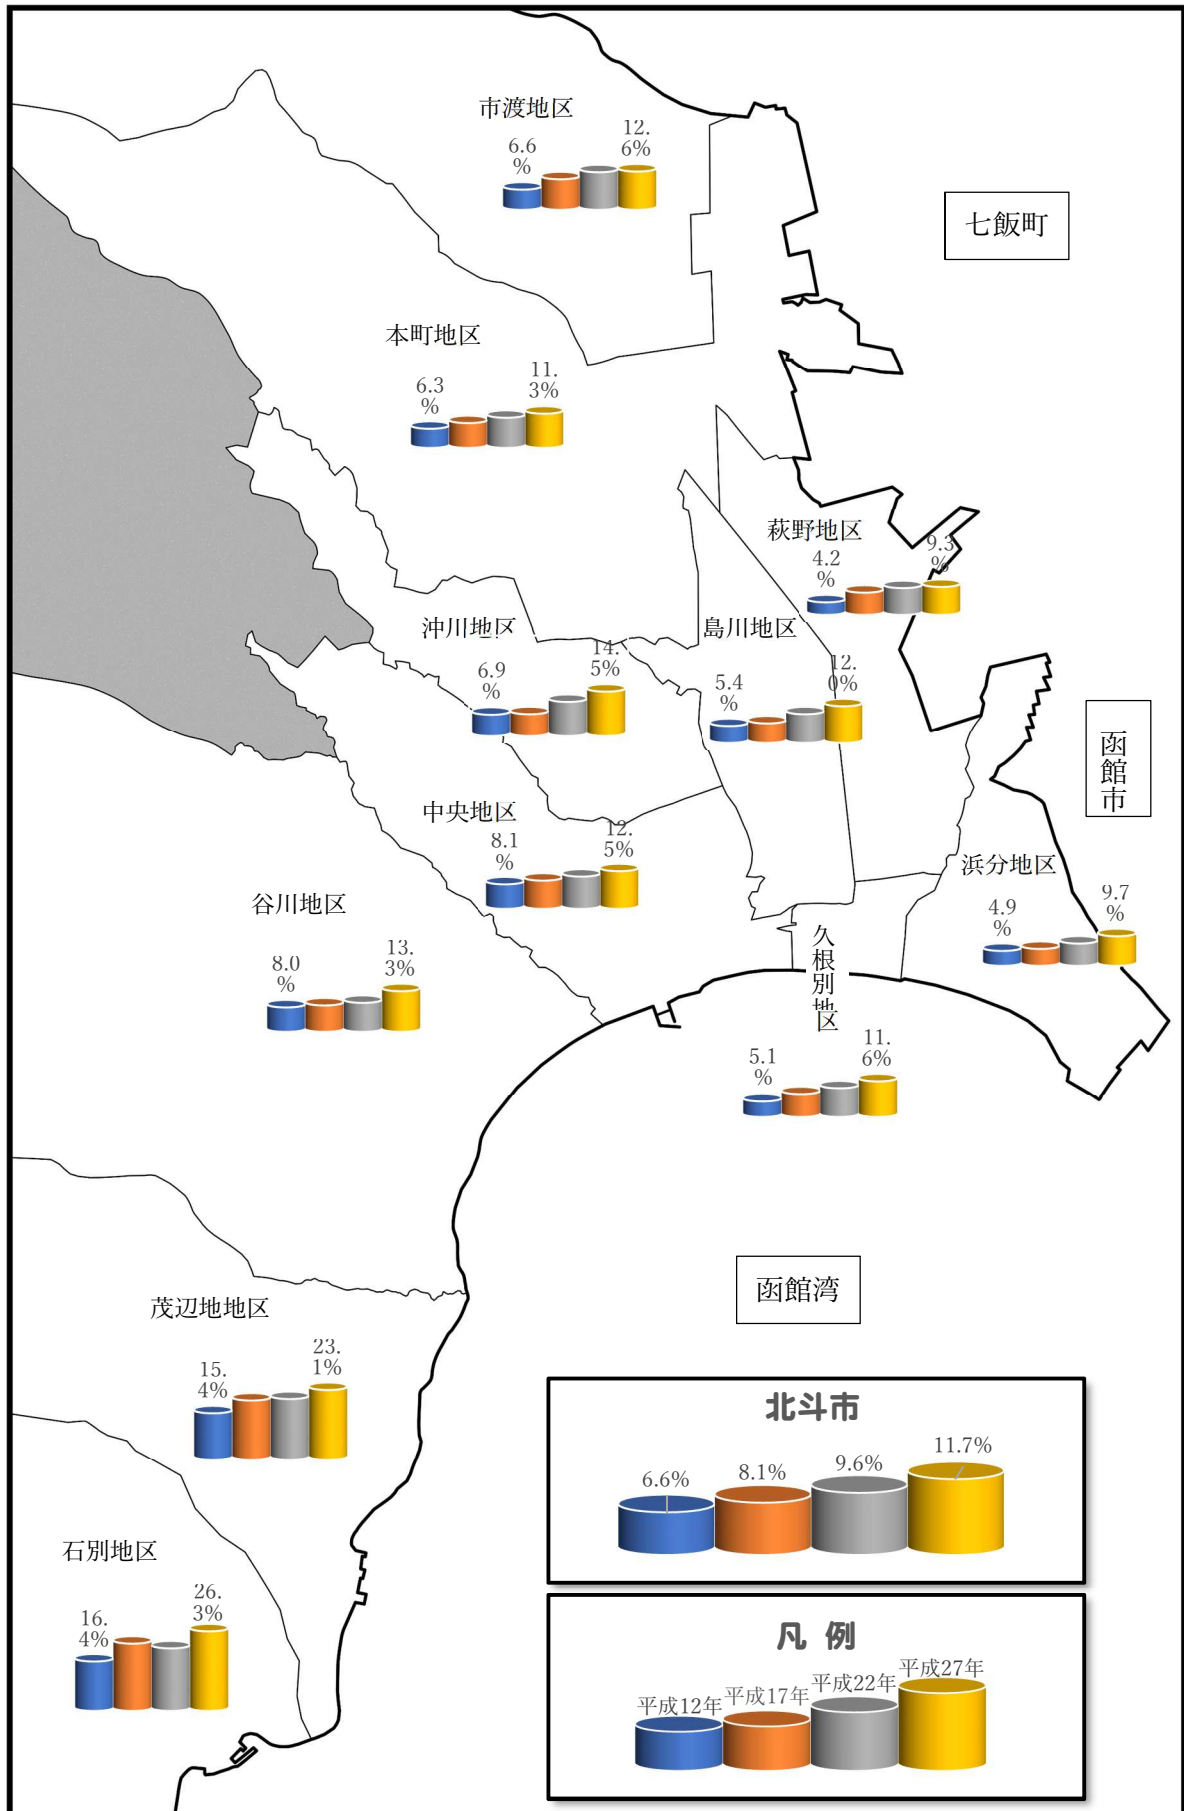 市渡地区
6.6
%
12.
6%
七飯町
本町地区
6.3
%
11.
3%
萩野地区
4.2
%
9.3
%
沖川地区
6.9
%
14.
5%
島川地区
5.4
%
12.
0%
函館市
中央地区
8.1
%
12.
5%
浜分地区
4.9
%
9.7
%
谷川地区
8.0
%
13.
3%
久根別地区
5.1
%
11.
6%
函館湾
茂辺地地区
15.
4%
23.
1%
石別地区
16.
4%
26.
3%
北斗市
6.6%
8.1%
9.6%
11.7%
凡 例
平成12年
平成17年
平成22年
平成27年